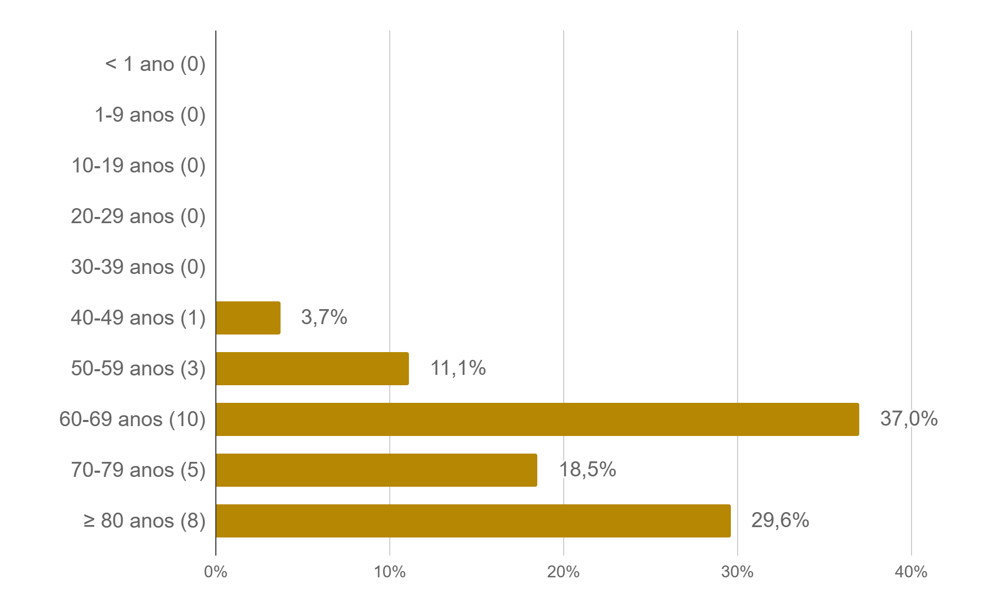 < 1 ano (0)
1-9 anos (0)
10-19 anos (0)
20-29 anos (0)
30-39 anos (0)
40-49 anos (1) 3,7%
50-59 anos (3) 11,1%
60-69 anos (10) 37,0%
70-79 anos (5) 18,5%
≥ 80 anos (8) 29,6%
0% 10% 20% 30% 40%